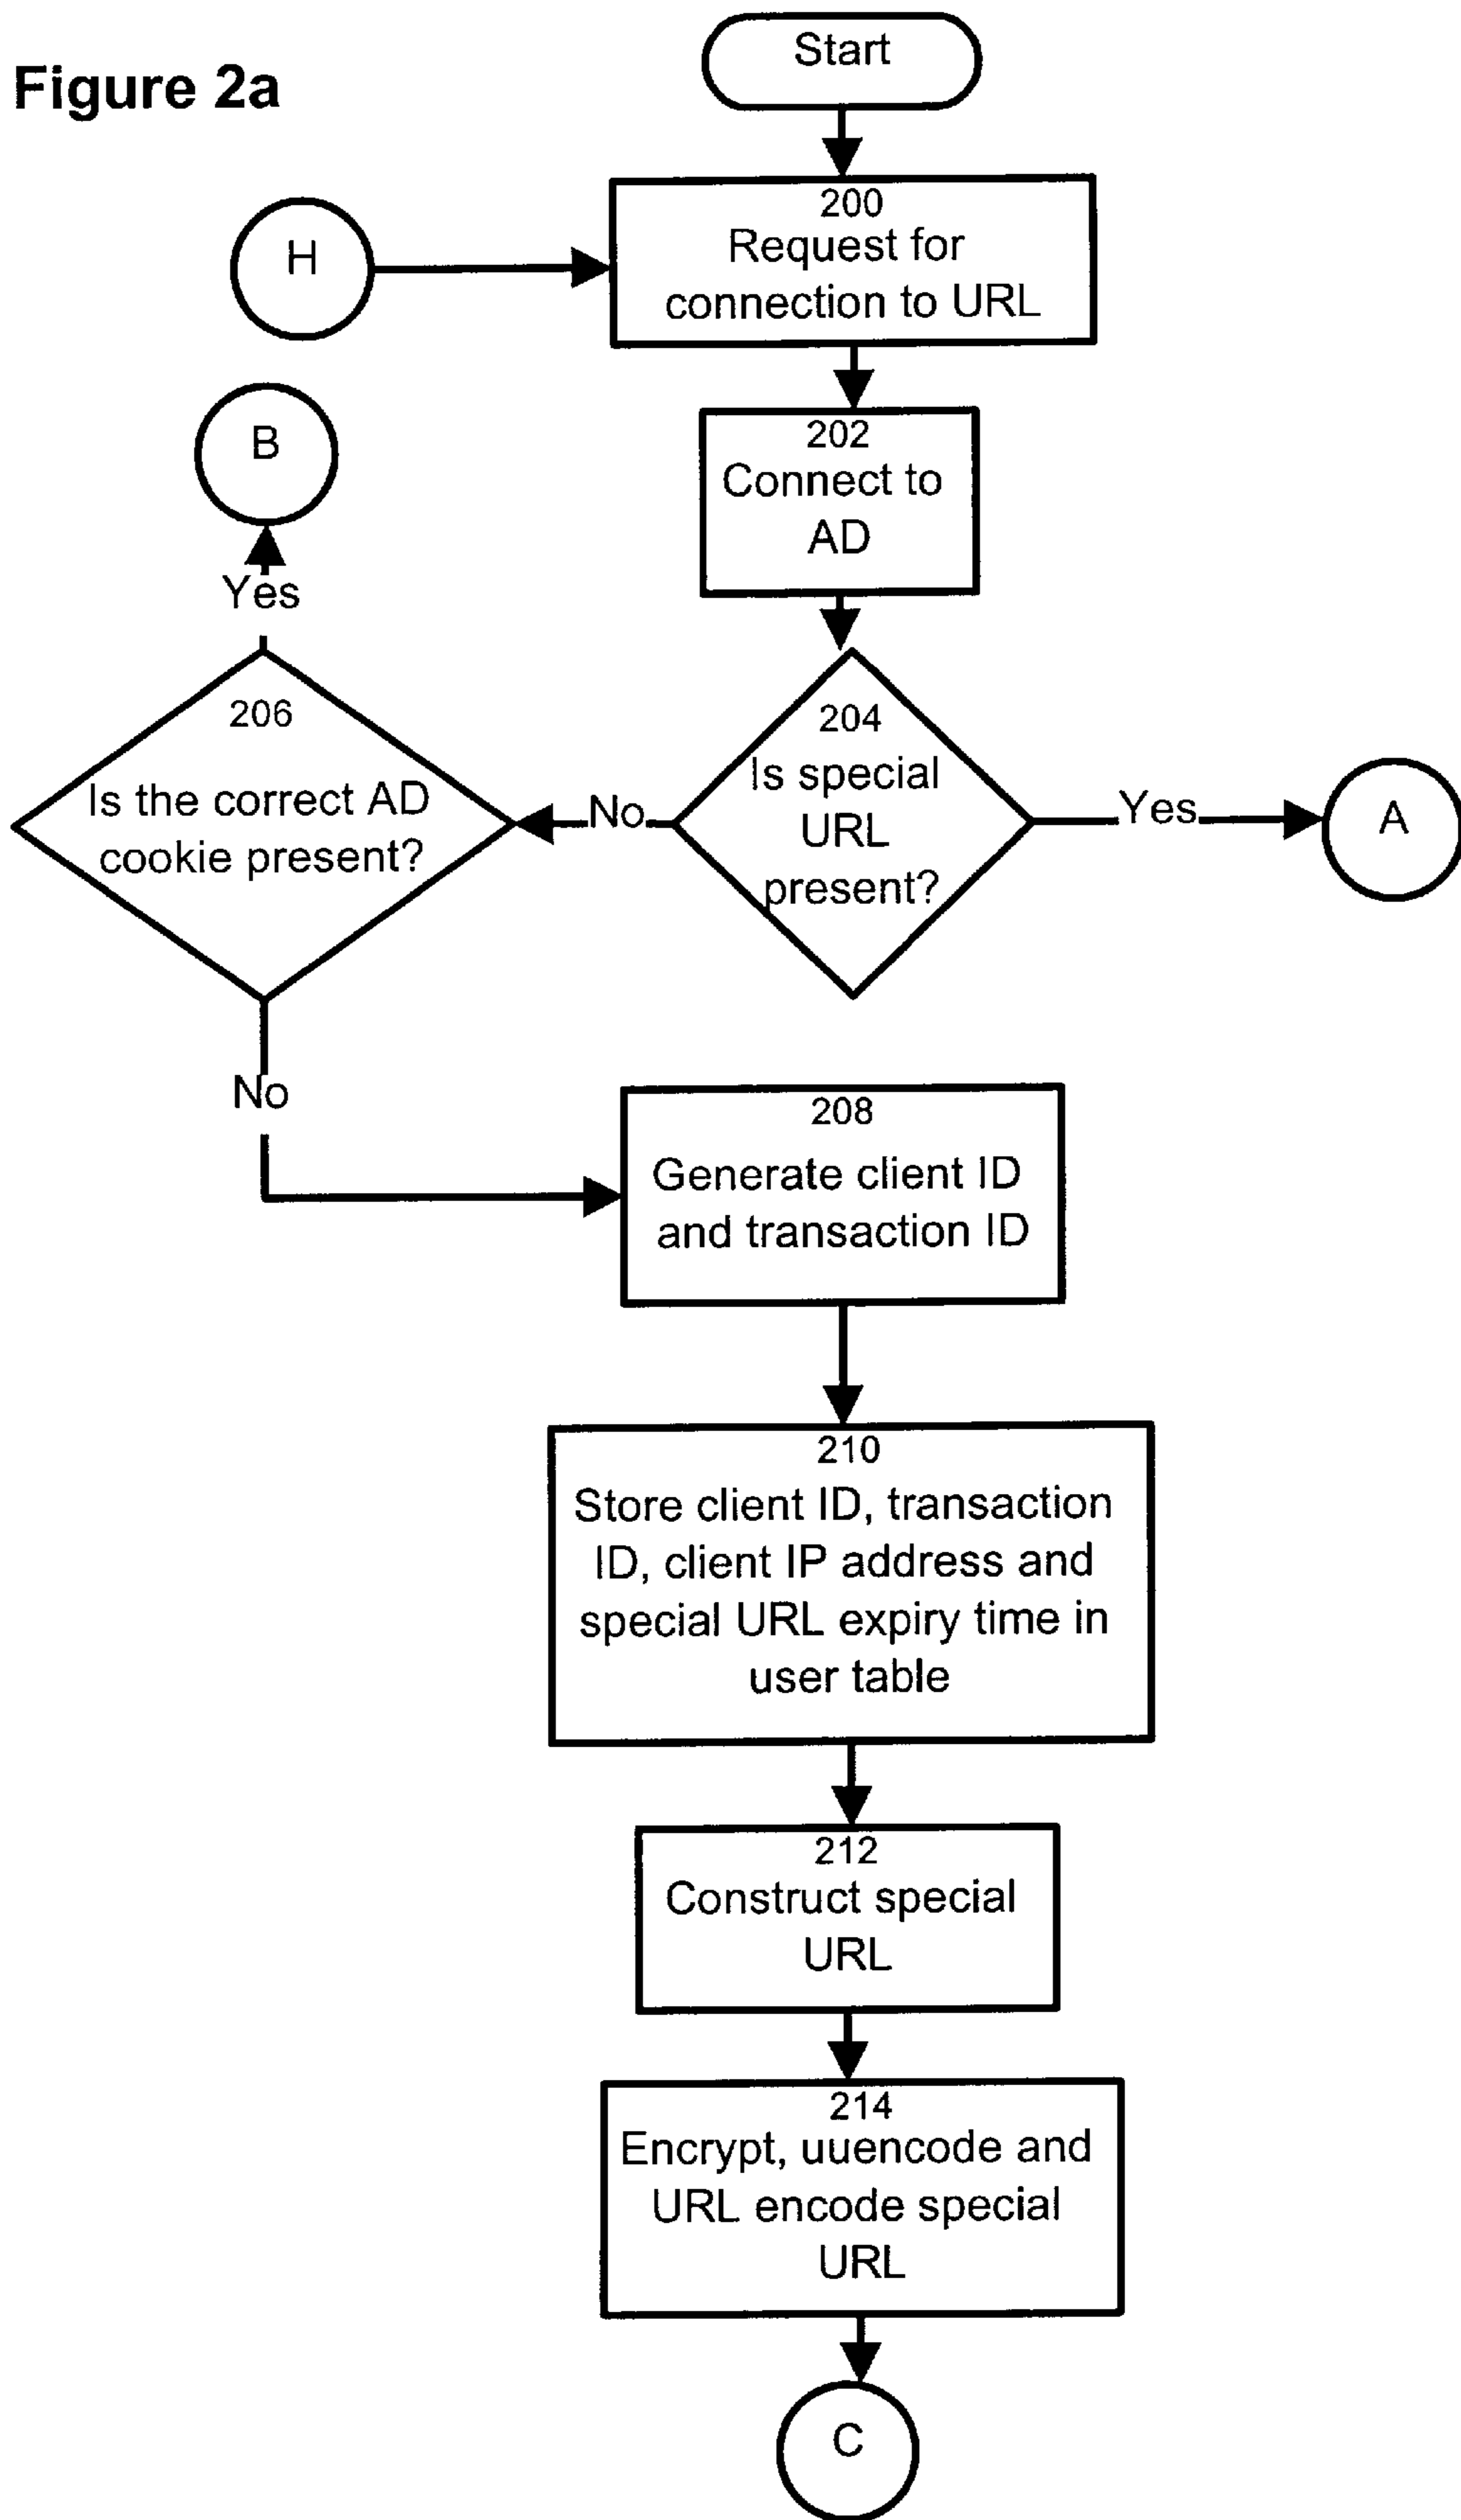 Figure 2a
Start
H
200
Request for
connection to URL
B
202
Connect to
AD
Yes
206
Is the correct AD
cookie present?
No
204
Is special
URL
present?
Yes
A
No
208
Generate client ID
and transaction ID
210
Store client ID, transaction
ID, client IP address and
special URL expiry time in
user table
212
Construct special
URL
214
Encrypt, uuencode and
URL encode special
URL
C